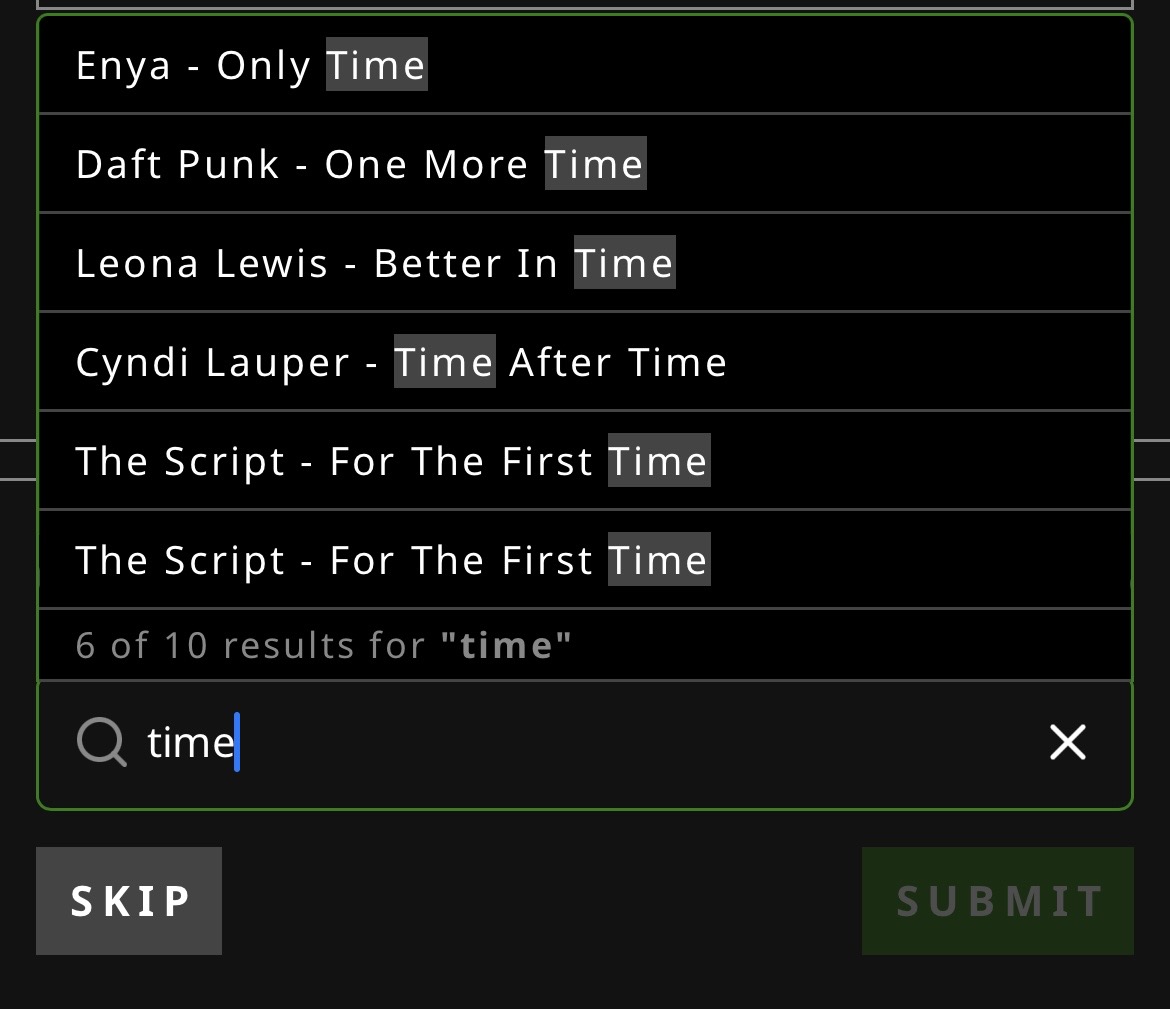 Enya - Only Time
Daft Punk - One More Time
Leona Lewis - Better In Time
Cyndi Lauper - Time After Time
The Script - For The First Time
The Script - For The First Time
6 of 10 results for "time"
time
SKIP
SUBMIT